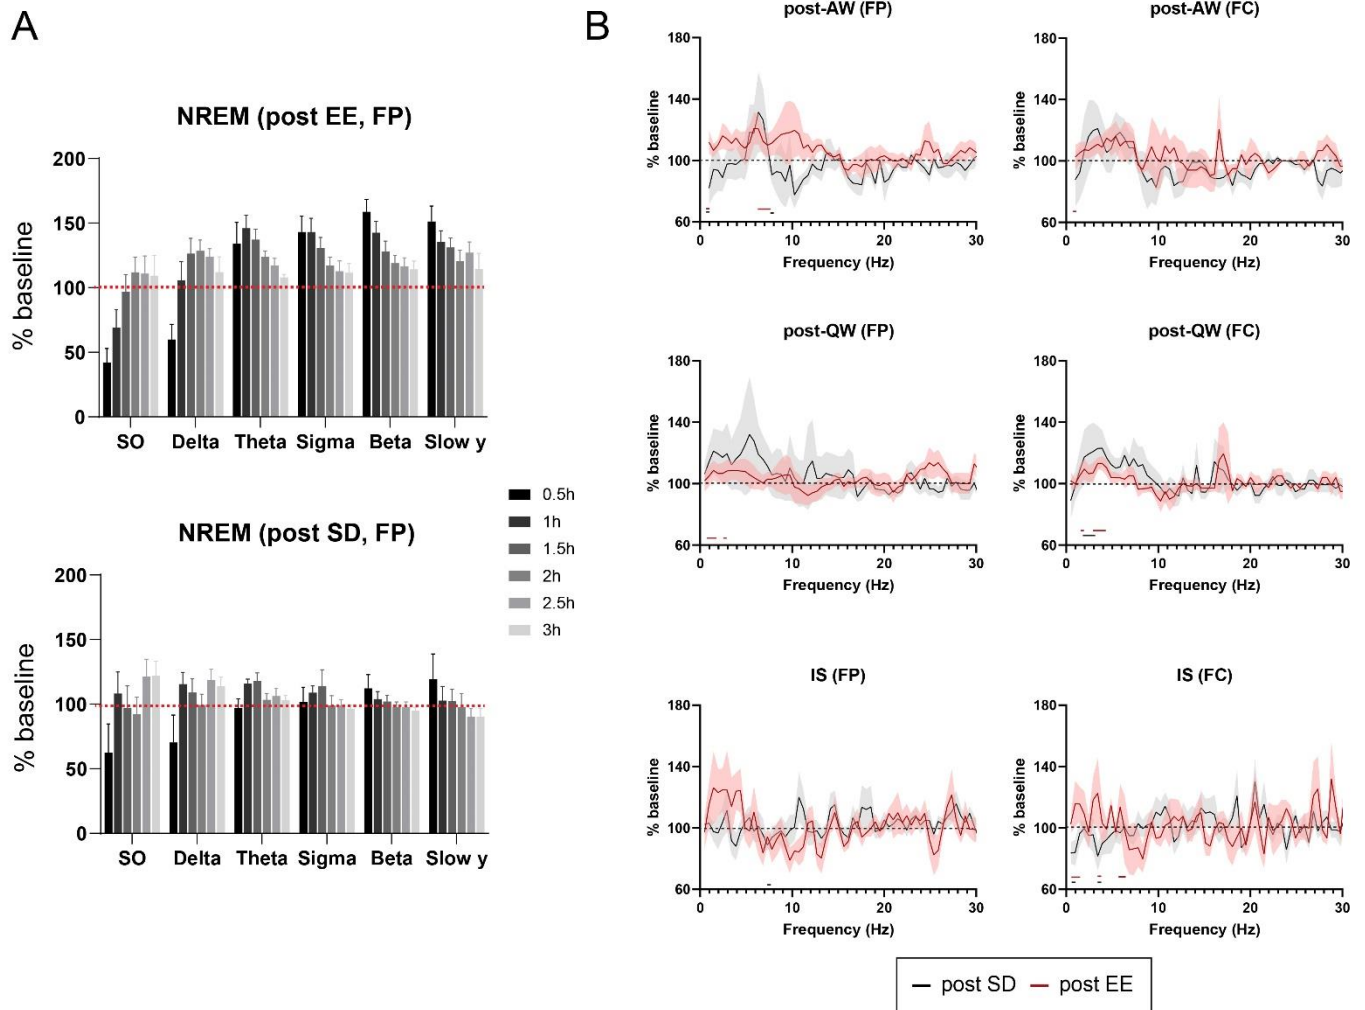 A
NREM (post EE, FP)
% baseline
200
150
100
50
0
SO Delta Theta Sigma Beta Slow y
0.5h
1h
1.5h
2h
2.5h
3h
NREM (post SD, FP)
% baseline
200
150
100
50
0
SO Delta Theta Sigma Beta Slow y
B
post-AW (FP)
% baseline
180
140
100
60
0 10 20 30
Frequency (Hz)
post-AW (FC)
% baseline
180
140
100
60
0 10 20 30
Frequency (Hz)
post-QW (FP)
% baseline
180
140
100
60
0 10 20 30
Frequency (Hz)
post-QW (FC)
% baseline
180
140
100
60
0 10 20 30
Frequency (Hz)
IS (FP)
% baseline
180
140
100
60
0 10 20 30
Frequency (Hz)
IS (FC)
% baseline
180
140
100
60
0 10 20 30
Frequency (Hz)
post SD post EE